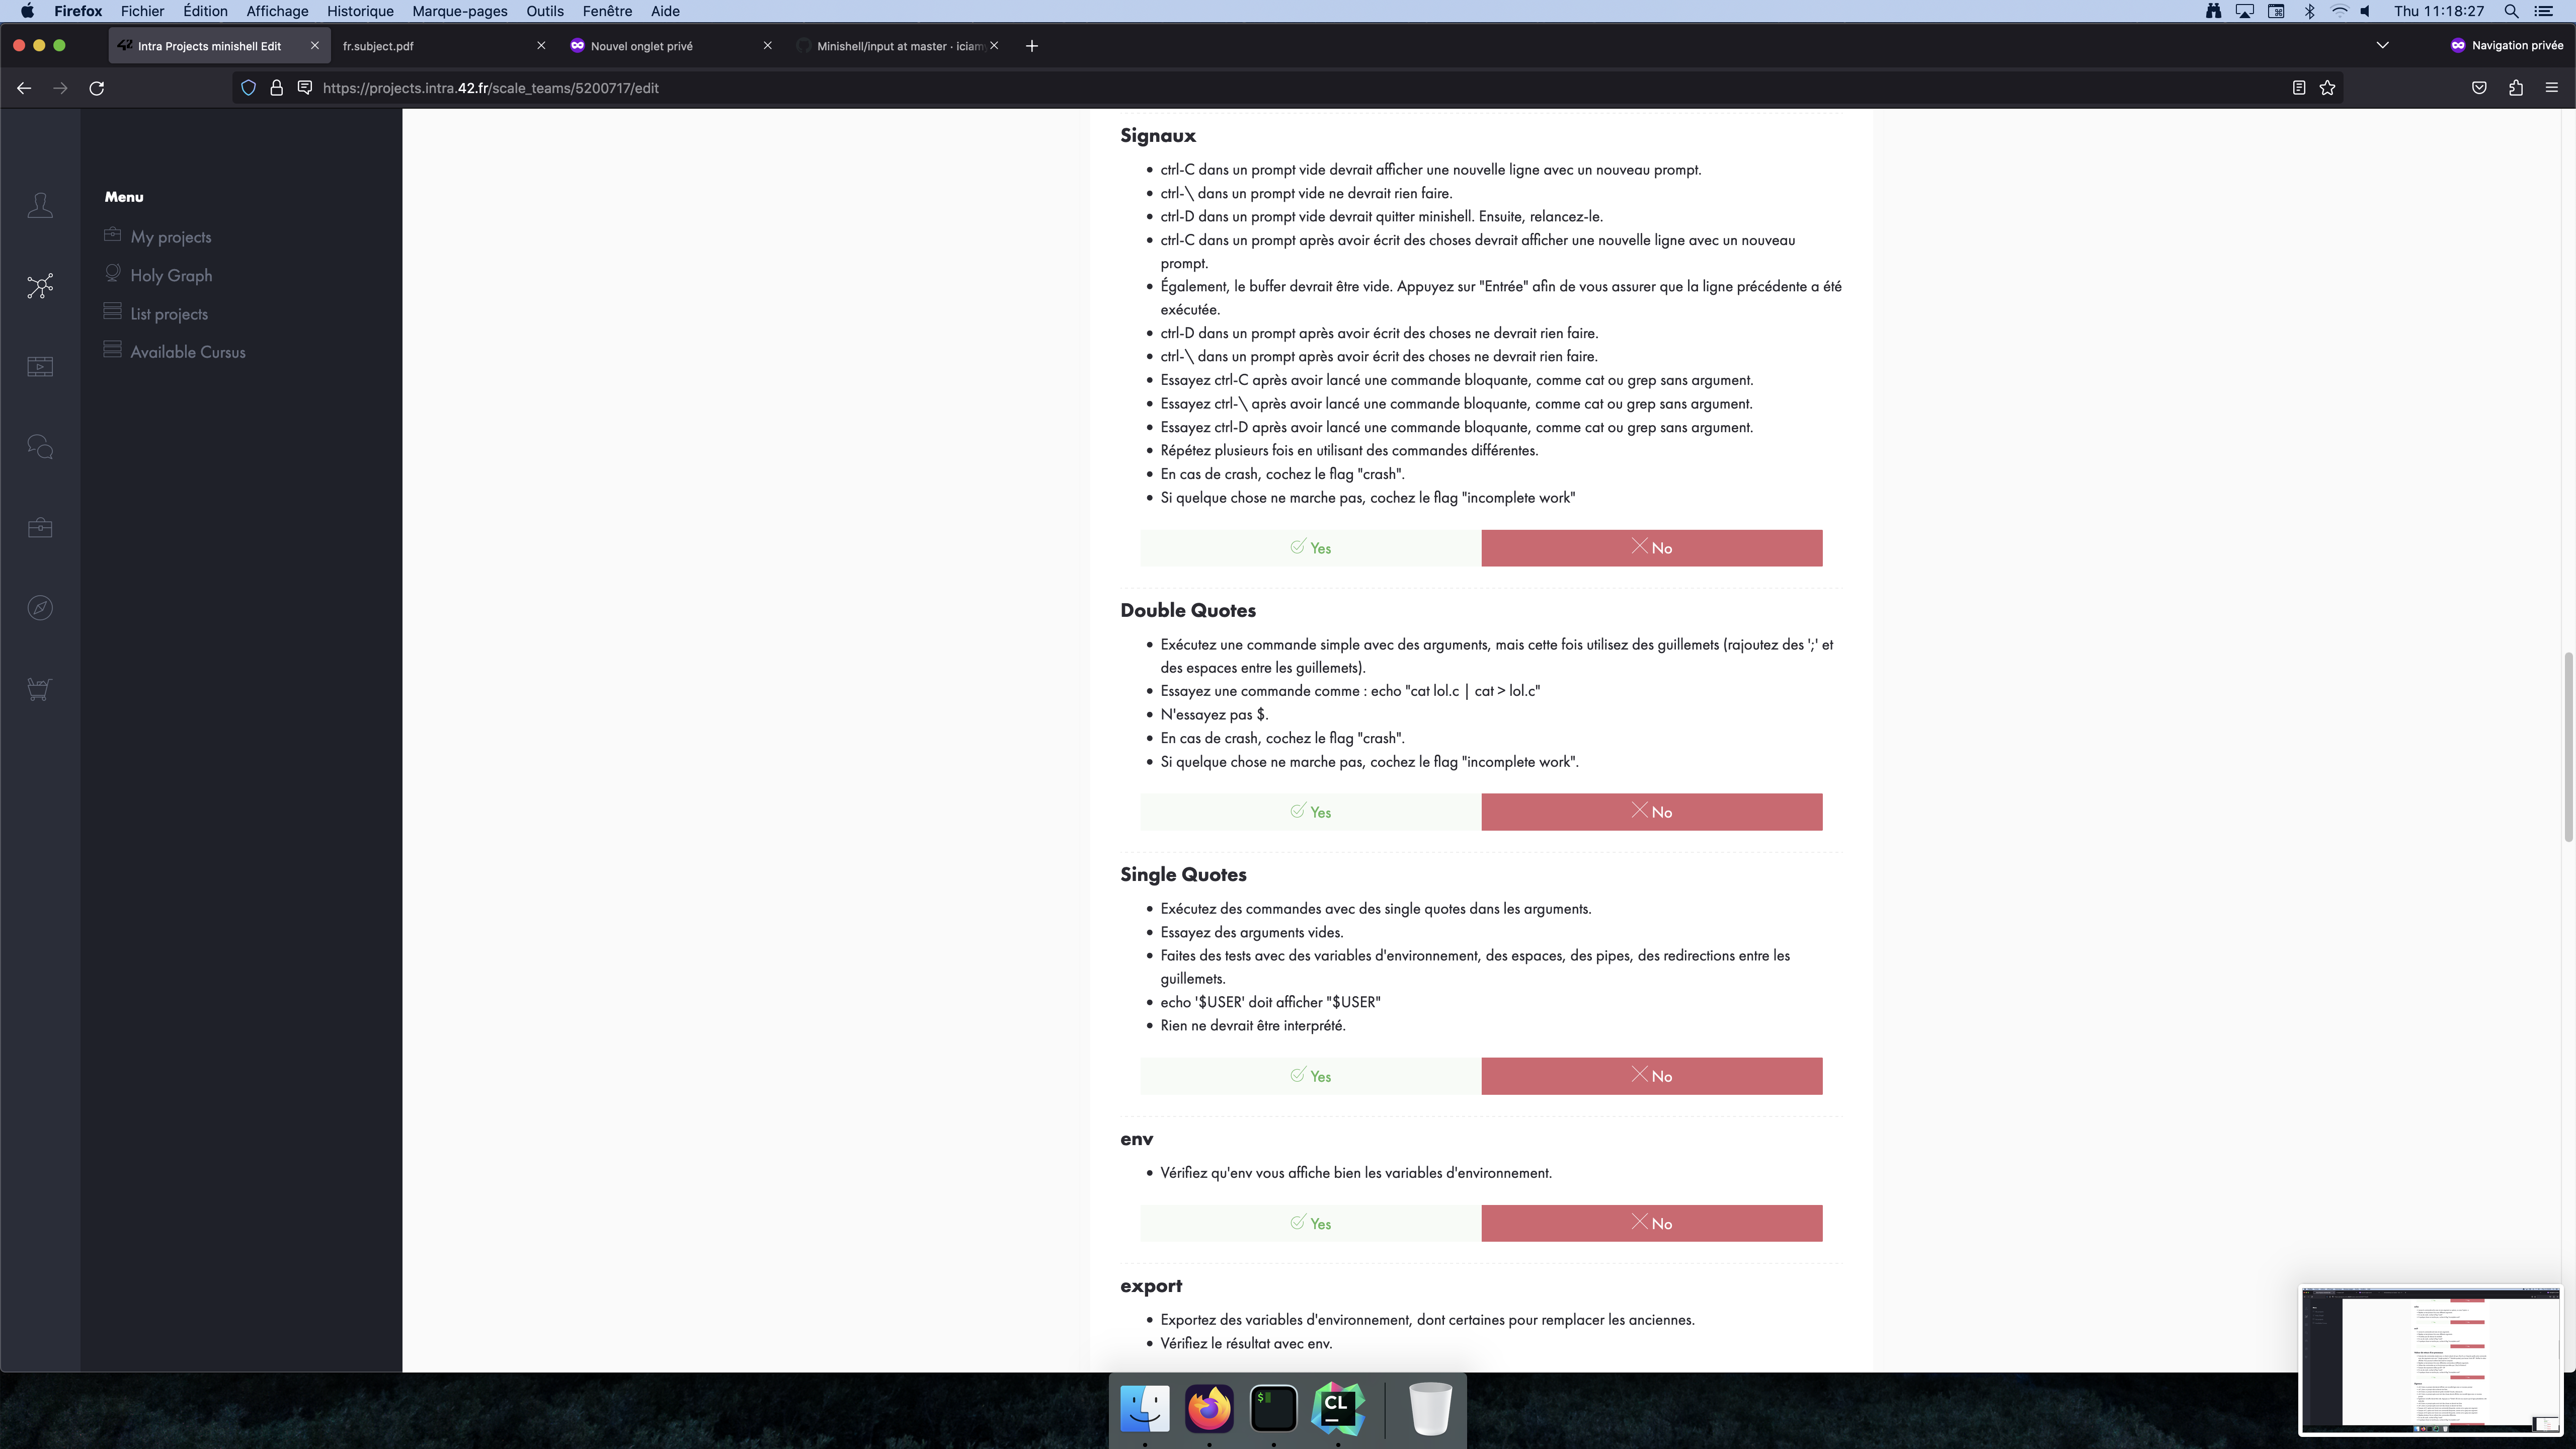 Firefox Fichier Édition Affichage Historique Marque-pages Outils Fenêtre Aide Thu 11:18:27
42 Intra Projects minishell Edit fr.subject.pdf Nouvel onglet privé Minishell/input at master · iciam Navigation privée
https://projects.intra.42.fr/scale_teams/5200717/edit
Menu
My projects
Holy Graph
List projects
Available Cursus
Signaux
ctrl-C dans un prompt vide devrait afficher une nouvelle ligne avec un nouveau prompt.
ctrl-\ dans un prompt vide ne devrait rien faire.
ctrl-D dans un prompt vide devrait quitter minishell. Ensuite, relancez-le.
ctrl-C dans un prompt après avoir écrit des choses devrait afficher une nouvelle ligne avec un nouveau
prompt.
Également, le buffer devrait être vide. Appuyez sur "Entrée" afin de vous assurer que la ligne précédente a été
exécutée.
ctrl-D dans un prompt après avoir écrit des choses ne devrait rien faire.
ctrl-\ dans un prompt après avoir écrit des choses ne devrait rien faire.
Essayez ctrl-C après avoir lancé une commande bloquante, comme cat ou grep sans argument.
Essayez ctrl-\ après avoir lancé une commande bloquante, comme cat ou grep sans argument.
Essayez ctrl-D après avoir lancé une commande bloquante, comme cat ou grep sans argument.
Répétez plusieurs fois en utilisant des commandes différentes.
En cas de crash, cochez le flag "crash".
Si quelque chose ne marche pas, cochez le flag "incomplete work"
Yes No
Double Quotes
Exécutez une commande simple avec des arguments, mais cette fois utilisez des guillemets (rajoutez des ';' et
des espaces entre les guillemets).
Essayez une commande comme : echo "cat lol.c | cat > lol.c"
N'essayez pas $.
En cas de crash, cochez le flag "crash".
Si quelque chose ne marche pas, cochez le flag "incomplete work".
Yes No
Single Quotes
Exécutez des commandes avec des single quotes dans les arguments.
Essayez des arguments vides.
Faites des tests avec des variables d'environnement, des espaces, des pipes, des redirections entre les
guillemets.
echo '$USER' doit afficher "$USER"
Rien ne devrait être interprété.
Yes No
env
Vérifiez qu'env vous affiche bien les variables d'environnement.
Yes No
export
Exportez des variables d'environnement, dont certaines pour remplacer les anciennes.
Vérifiez le résultat avec env.
$ CL